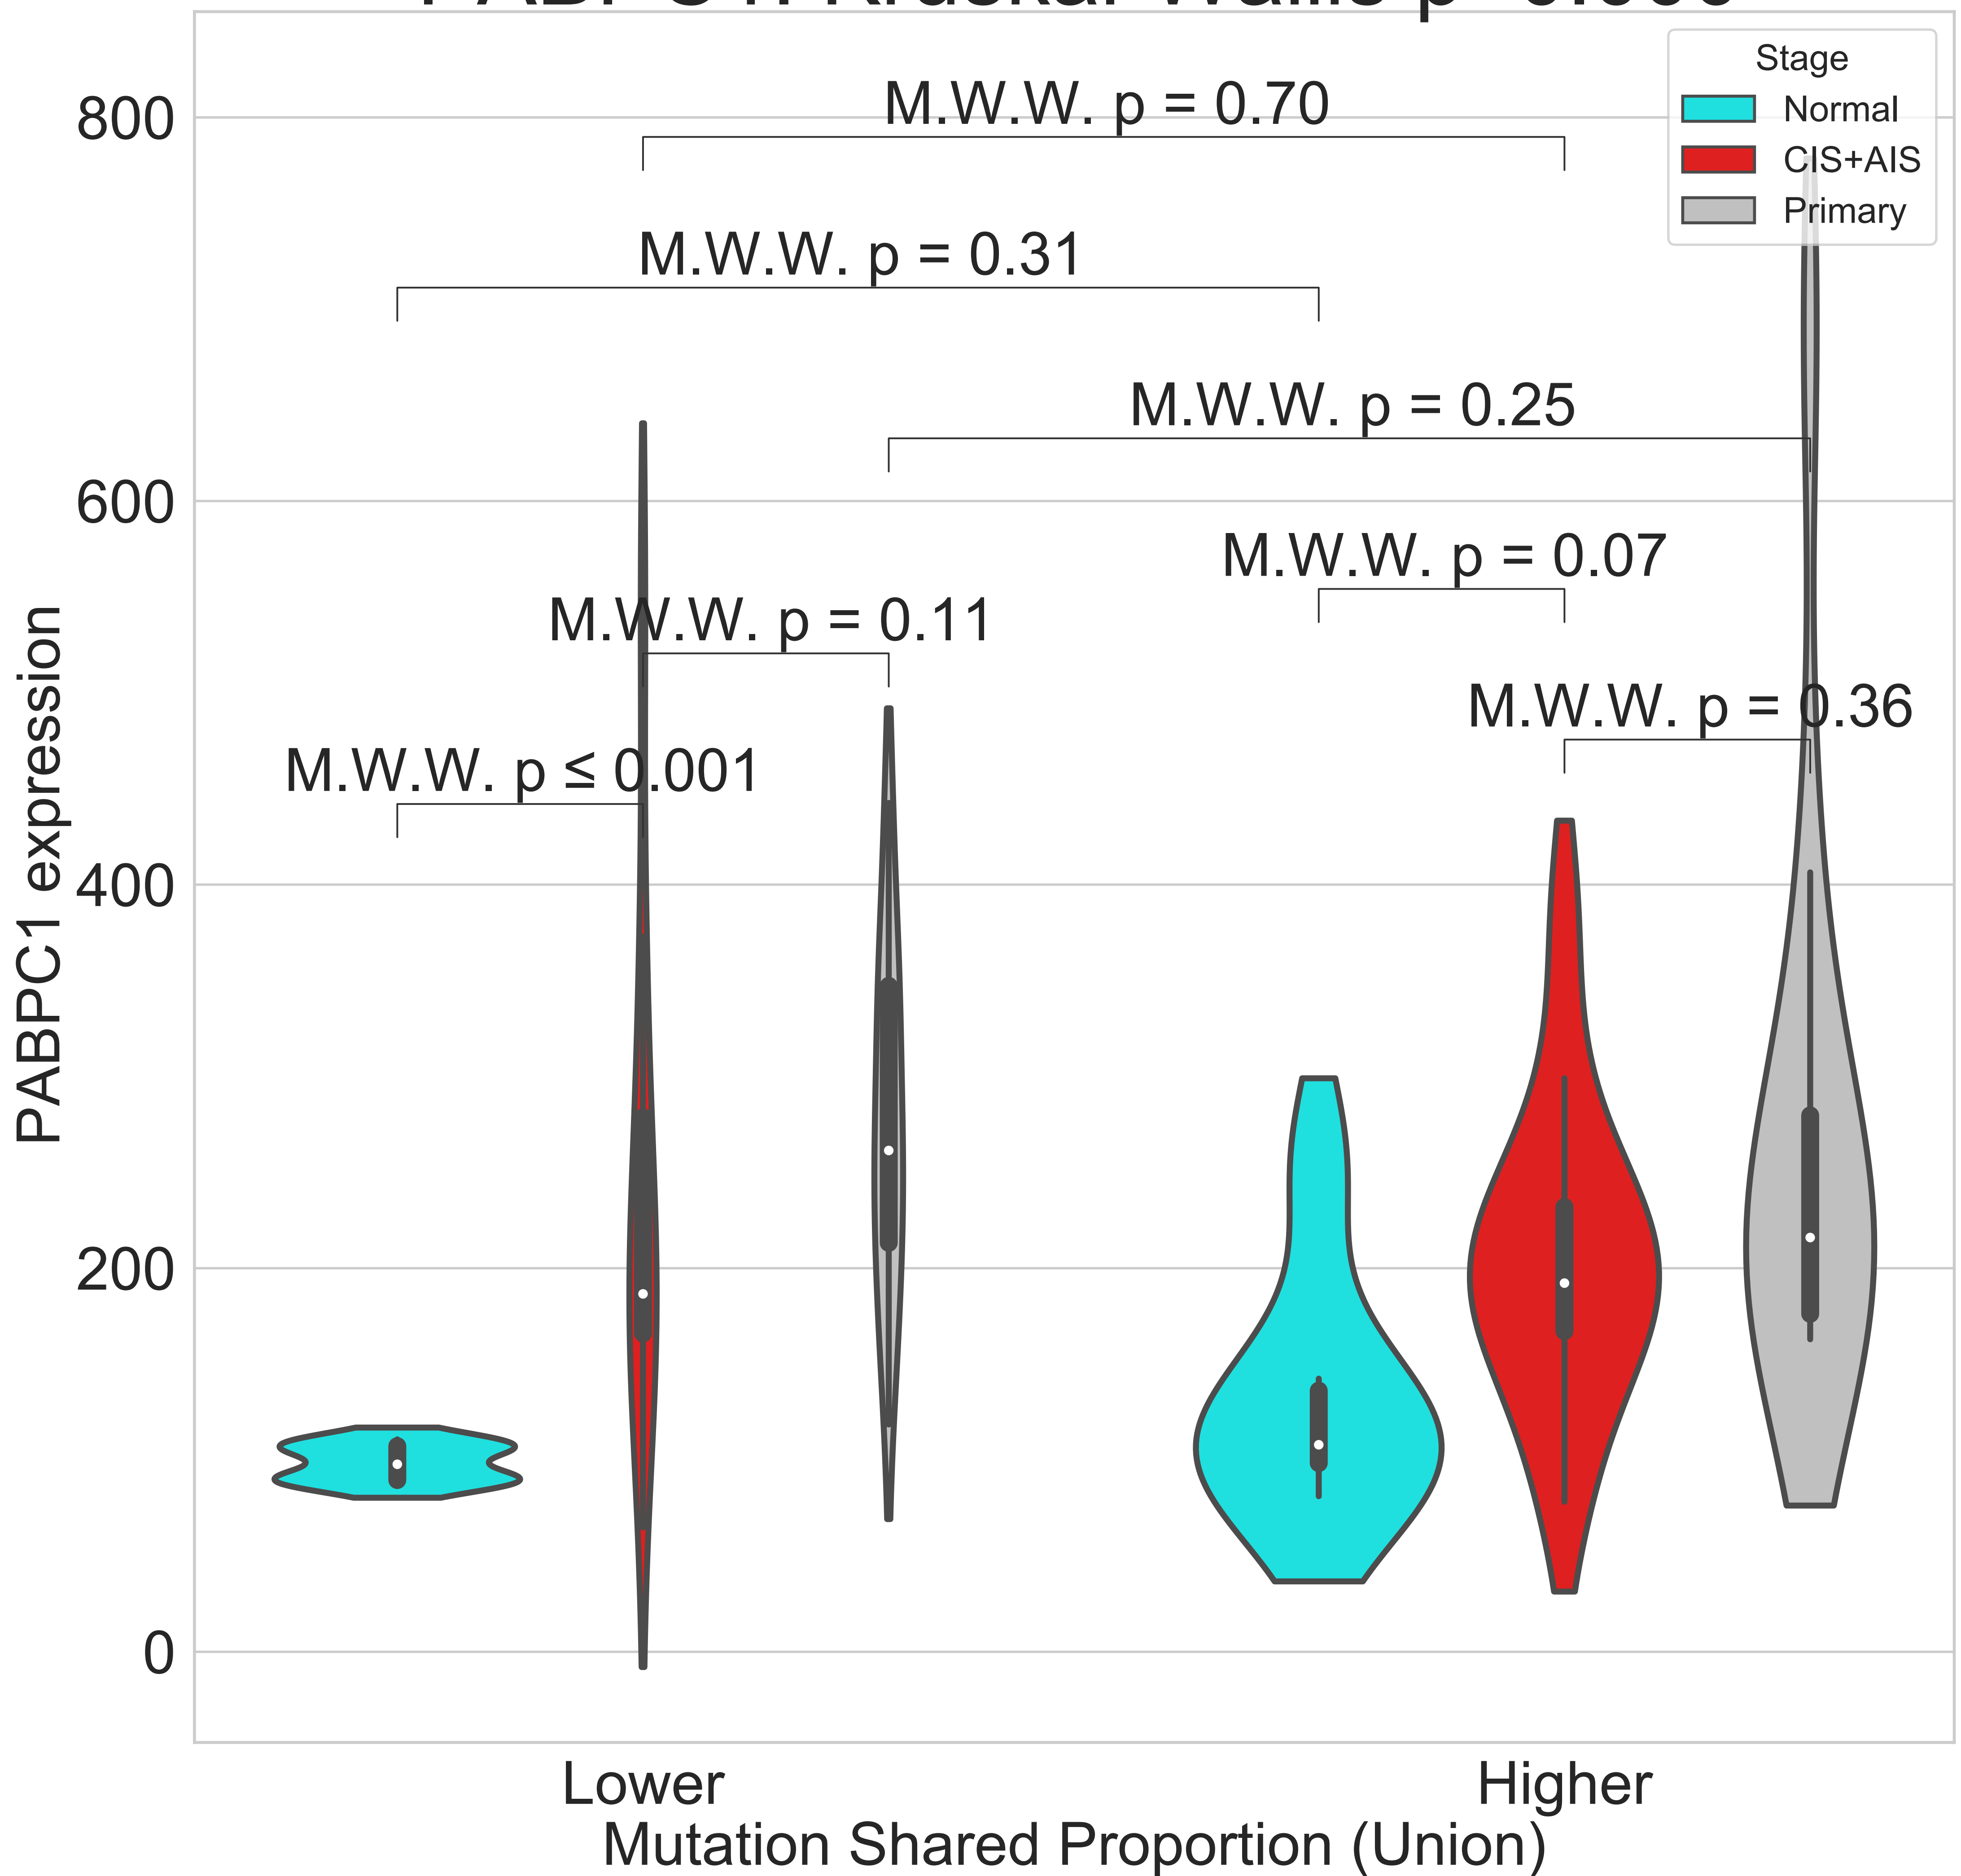 Stage
Normal
CIS+AIS
Primary
M.W.W. p = 0.70
M.W.W. p = 0.31
M.W.W. p = 0.25
M.W.W. p = 0.07
M.W.W. p = 0.11
M.W.W. p = 0.36
M.W.W. p ≤ 0.001
800
600
400
200
0
PABPC1 expression
Lower
Higher
Mutation Shared Proportion (Union)